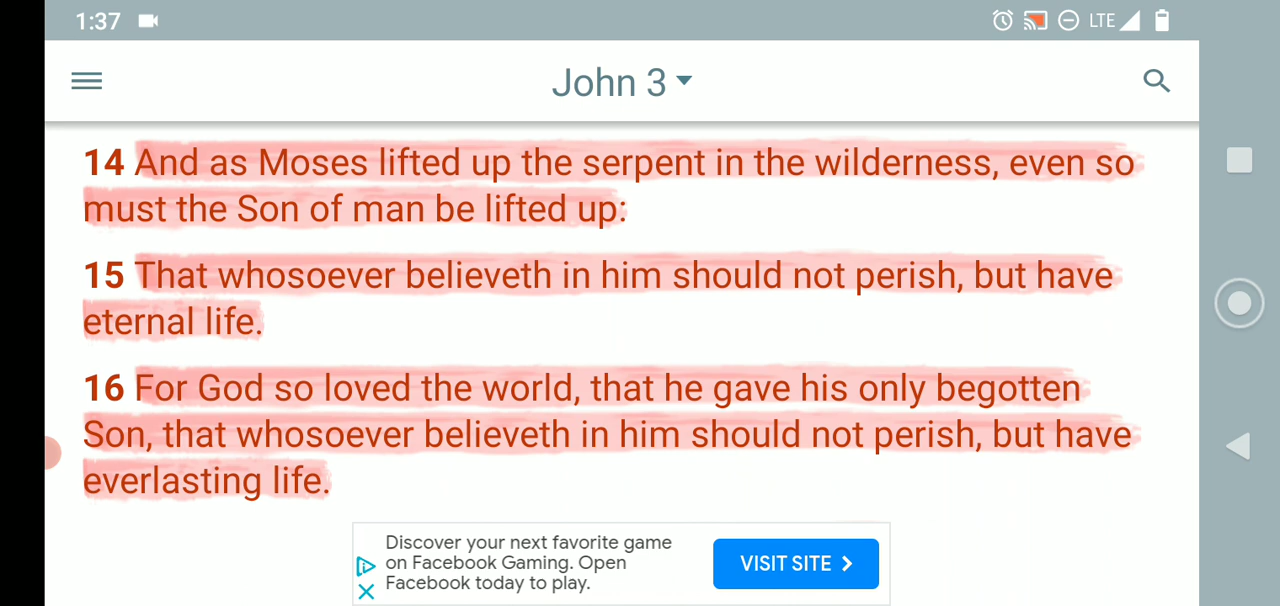 1:37
LTE
John 3
14 And as Moses lifted up the serpent in the wilderness, even so
must the Son of man be lifted up:
15 That whosoever believeth in him should not perish, but have
eternal life.
16 For God so loved the world, that he gave his only begotten
Son, that whosoever believeth in him should not perish, but have
everlasting life.
Discover your next favorite game
on Facebook Gaming. Open
Facebook today to play.
VISIT SITE